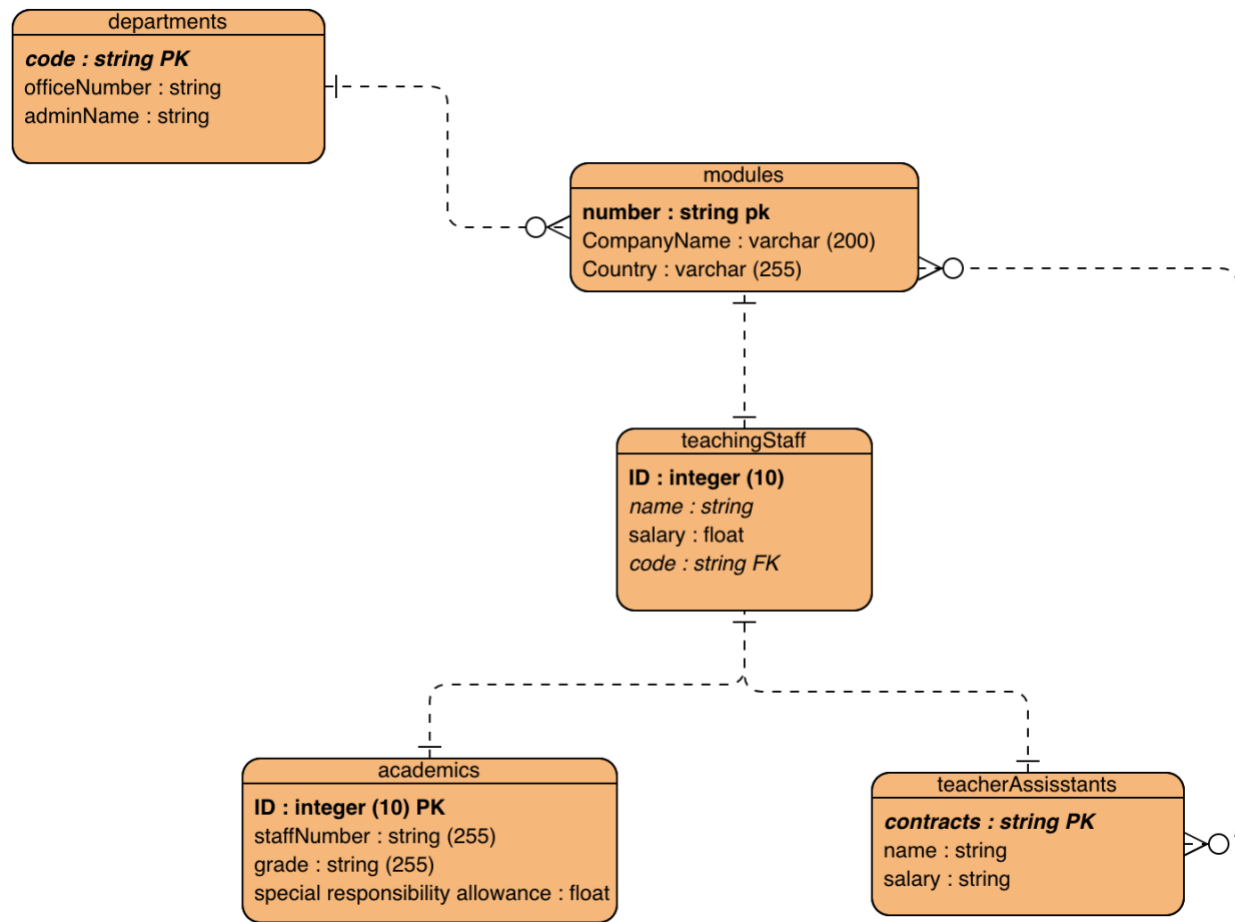 departments
code : string PK
officeNumber : string
adminName : string
modules
number : string pk
CompanyName : varchar (200)
Country : varchar (255)
teachingStaff
ID : integer (10)
name : string
salary : float
code : string FK
academics
ID : integer (10) PK
staffNumber : string (255)
grade : string (255)
special responsibility allowance : float
teacherAssisstants
contracts : string PK
name : string
salary : string